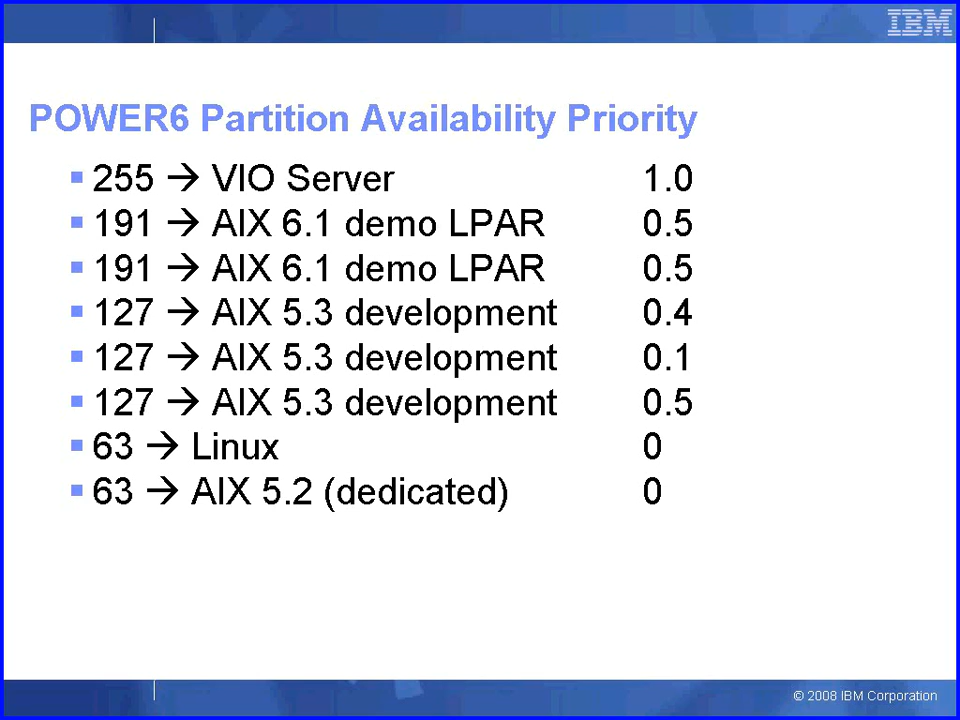 IBM
POWER6 Partition Availability Priority
▪ 255 → VIO Server 1.0
▪ 191 → AIX 6.1 demo LPAR 0.5
▪ 191 → AIX 6.1 demo LPAR 0.5
▪ 127 → AIX 5.3 development 0.4
▪ 127 → AIX 5.3 development 0.1
▪ 127 → AIX 5.3 development 0.5
▪ 63 → Linux 0
▪ 63 → AIX 5.2 (dedicated) 0
© 2008 IBM Corporation